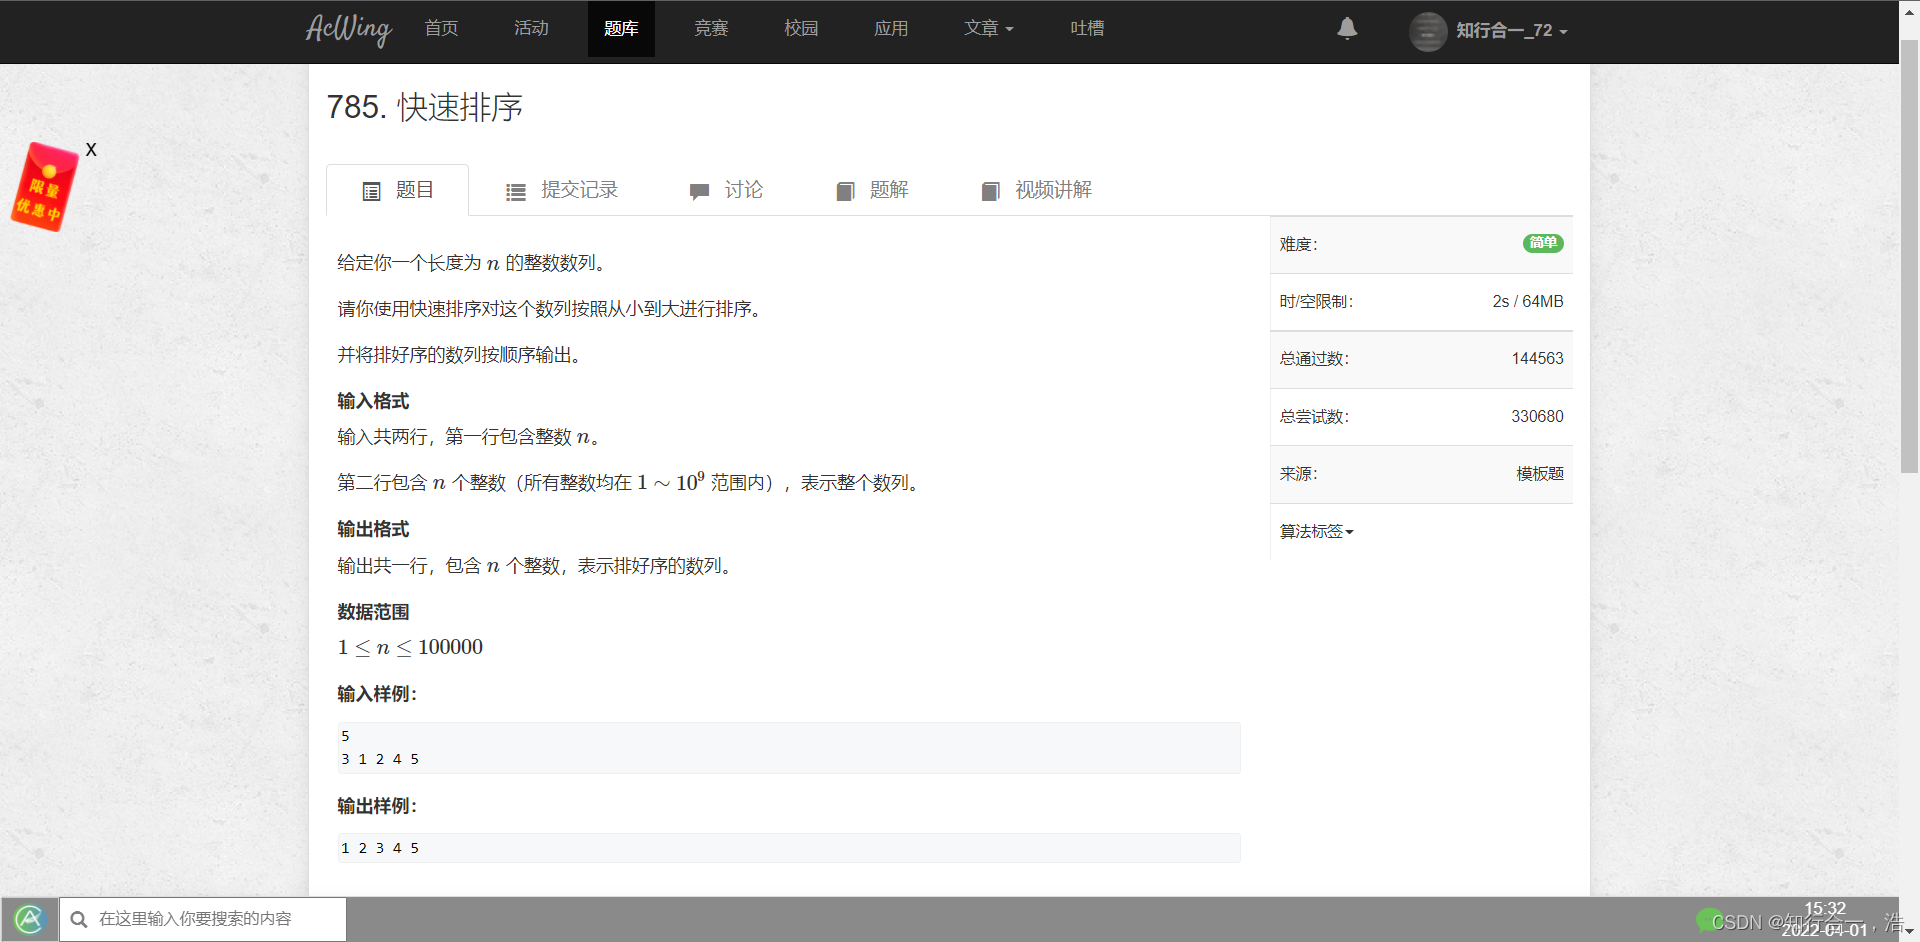 AcWing 首页 活动 题库 竞赛 校园 应用 文章 吐槽 知行合一_72
785. 快速排序
X
限量
优惠中
题目 提交记录 讨论 题解 视频讲解
难度： 简单
给定你一个长度为 n 的整数数列。
时/空限制： 2s / 64MB
请你使用快速排序对这个数列按照从小到大进行排序。
并将排好序的数列按顺序输出。
总通过数： 144563
输入格式
总尝试数： 330680
输入共两行，第一行包含整数 n。
来源： 模板题
第二行包含 n 个整数（所有整数均在 1 ∼ 10⁹ 范围内），表示整个数列。
输出格式
算法标签
输出共一行，包含 n 个整数，表示排好序的数列。
数据范围
1 ≤ n ≤ 100000
输入样例：
5
3 1 2 4 5
输出样例：
1 2 3 4 5
在这里输入你要搜索的内容
15:32
CSDN @知行合一，浩
2022-04-01